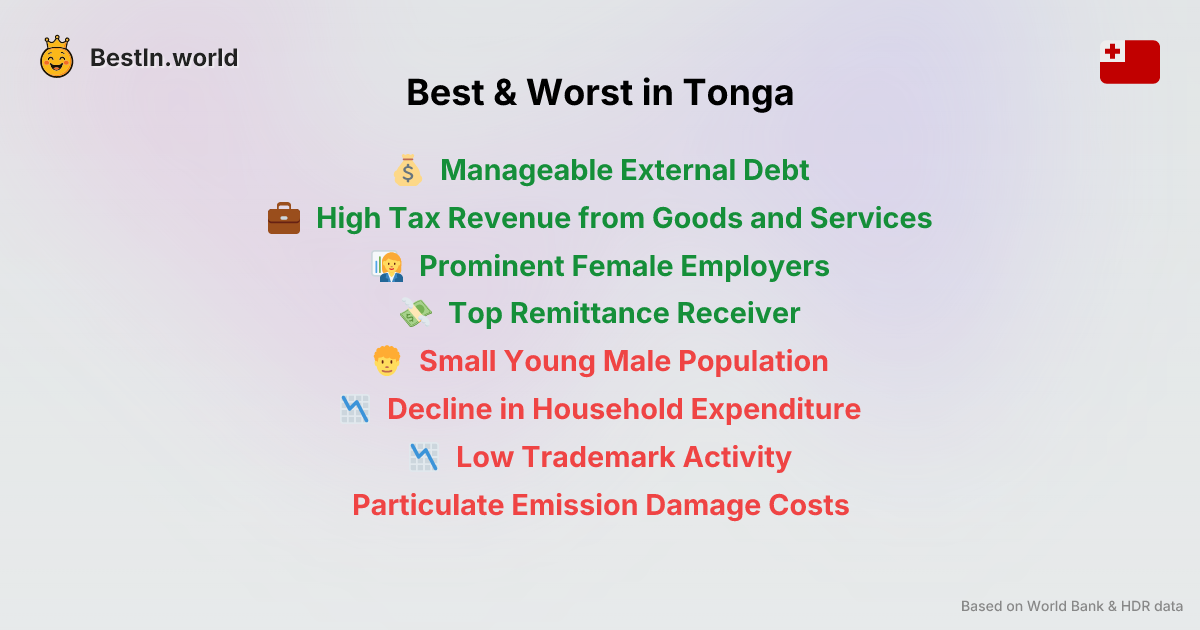 BestIn.world
Best & Worst in Tonga
Manageable External Debt
High Tax Revenue from Goods and Services
Prominent Female Employers
Top Remittance Receiver
Small Young Male Population
Decline in Household Expenditure
Low Trademark Activity
Particulate Emission Damage Costs
Based on World Bank & HDR data